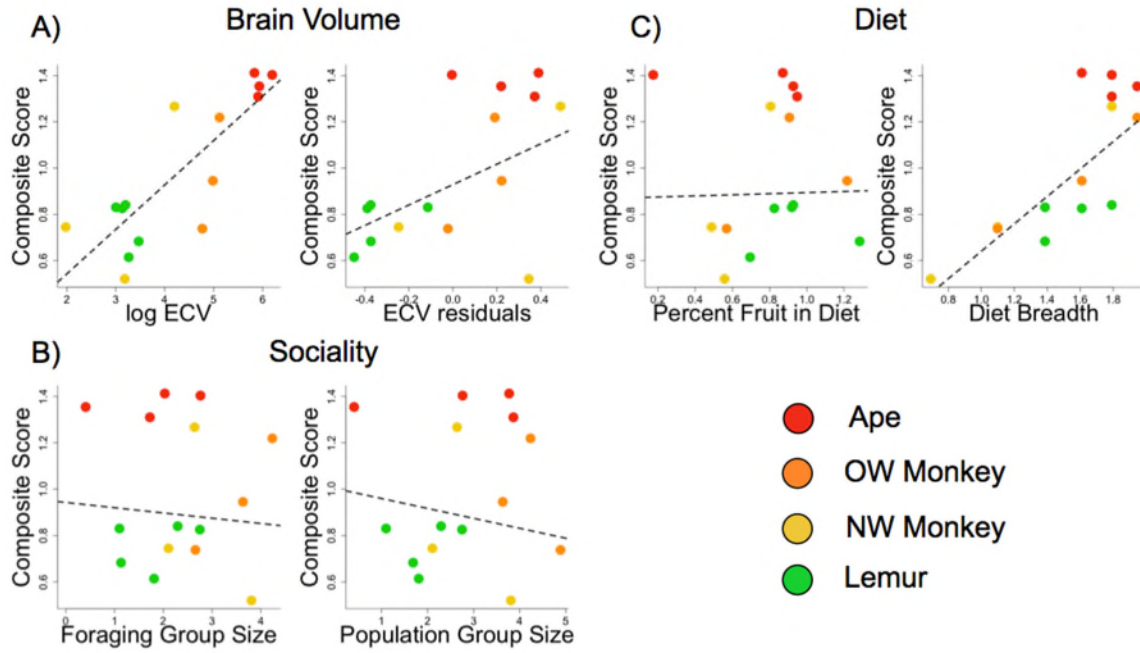 A) Brain Volume
Composite Score
0.6 0.8 1.0 1.2 1.4
2 3 4 5 6
log ECV
Composite Score
0.6 0.8 1.0 1.2 1.4
-0.4 -0.2 0.0 0.2 0.4
ECV residuals
C) Diet
Composite Score
0.6 0.8 1.0 1.2 1.4
0.2 0.4 0.6 0.8 1.0 1.2
Percent Fruit in Diet
Composite Score
0.6 0.8 1.0 1.2 1.4
0.8 1.0 1.2 1.4 1.6 1.8
Diet Breadth
B) Sociality
Composite Score
0.6 0.8 1.0 1.2 1.4
0 1 2 3 4
Foraging Group Size
Composite Score
0.6 0.8 1.0 1.2 1.4
1 2 3 4 5
Population Group Size
Ape
OW Monkey
NW Monkey
Lemur